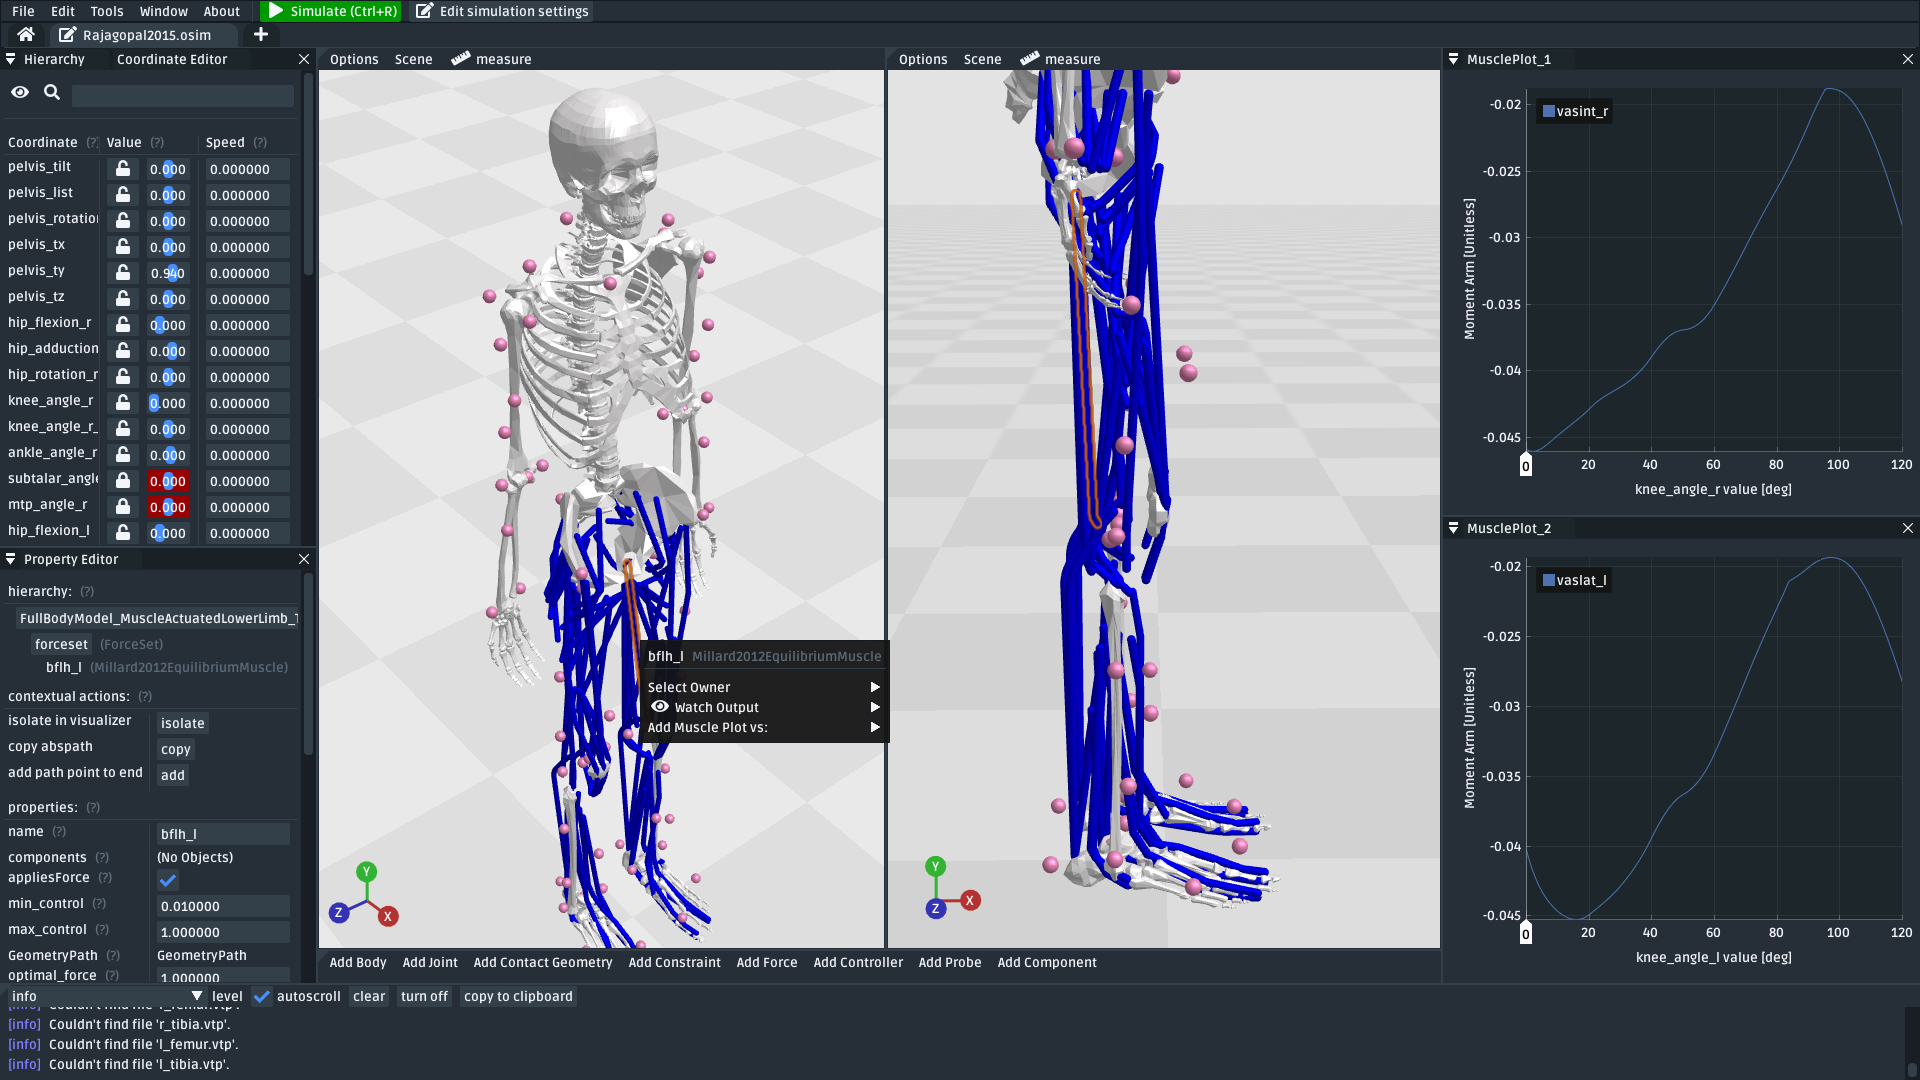 File Edit Tools Window About Simulate (Ctrl+R) Edit simulation settings
Rajagopal2015.osim
Hierarchy Coordinate Editor
Coordinate (?) Value (?) Speed (?)
pelvis_tilt 0.000 0.000000
pelvis_list 0.000 0.000000
pelvis_rotatio 0.000 0.000000
pelvis_tx 0.000 0.000000
pelvis_ty 0.940 0.000000
pelvis_tz 0.000 0.000000
hip_flexion_r 0.000 0.000000
hip_adduction 0.000 0.000000
hip_rotation_r 0.000 0.000000
knee_angle_r 0.000 0.000000
knee_angle_r_ 0.000 0.000000
ankle_angle_r 0.000 0.000000
subtalar_angle 0.000 0.000000
mtp_angle_r 0.000 0.000000
hip_flexion_l 0.000 0.000000
Property Editor
hierarchy: (?)
FullBodyModel_MuscleActuatedLowerLimb_
forceset (ForceSet)
bflh_l (Millard2012EquilibriumMuscle)
contextual actions: (?)
isolate in visualizer isolate
copy abspath copy
add path point to end add
properties: (?)
name (?) bflh_l
components (?) (No Objects)
appliesForce (?)
min_control (?) 0.010000
max_control (?) 1.000000
GeometryPath (?) GeometryPath
optimal_force (?) 1.000000
Options Scene measure
bflh_l Millard2012EquilibriumMuscle
Select Owner
Watch Output
Add Muscle Plot vs:
Y
Z
X
Options Scene measure
Y
Z
X
Add Body Add Joint Add Contact Geometry Add Constraint Add Force Add Controller Add Probe Add Component
MusclePlot_1
vasint_r
Moment Arm [Unitless]
-0.02
-0.025
-0.03
-0.035
-0.04
-0.045
0 20 40 60 80 100 120
knee_angle_r value [deg]
MusclePlot_2
vaslat_l
Moment Arm [Unitless]
-0.02
-0.025
-0.03
-0.035
-0.04
-0.045
0 20 40 60 80 100 120
knee_angle_l value [deg]
info level autoscroll clear turn off copy to clipboard
[info] Couldn't find file 'r_tibia.vtp'.
[info] Couldn't find file 'l_femur.vtp'.
[info] Couldn't find file 'l_tibia.vtp'.